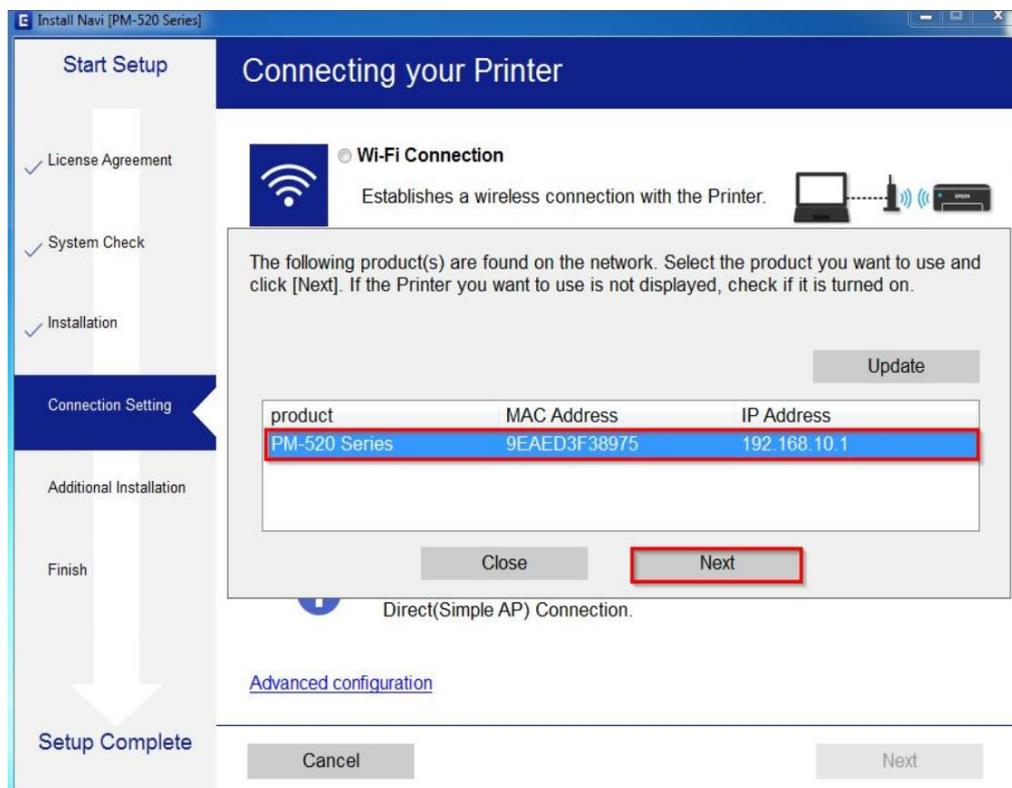 E Install Navi [PM-520 Series]
Start Setup
License Agreement
System Check
Installation
Connection Setting
Additional Installation
Finish
Setup Complete
Connecting your Printer
Wi-Fi Connection
Establishes a wireless connection with the Printer.
EPSON
The following product(s) are found on the network. Select the product you want to use and
click [Next]. If the Printer you want to use is not displayed, check if it is turned on.
Update
product MAC Address IP Address
PM-520 Series 9EAED3F38975 192.168.10.1
Close Next
Direct(Simple AP) Connection.
Advanced configuration
Cancel Next